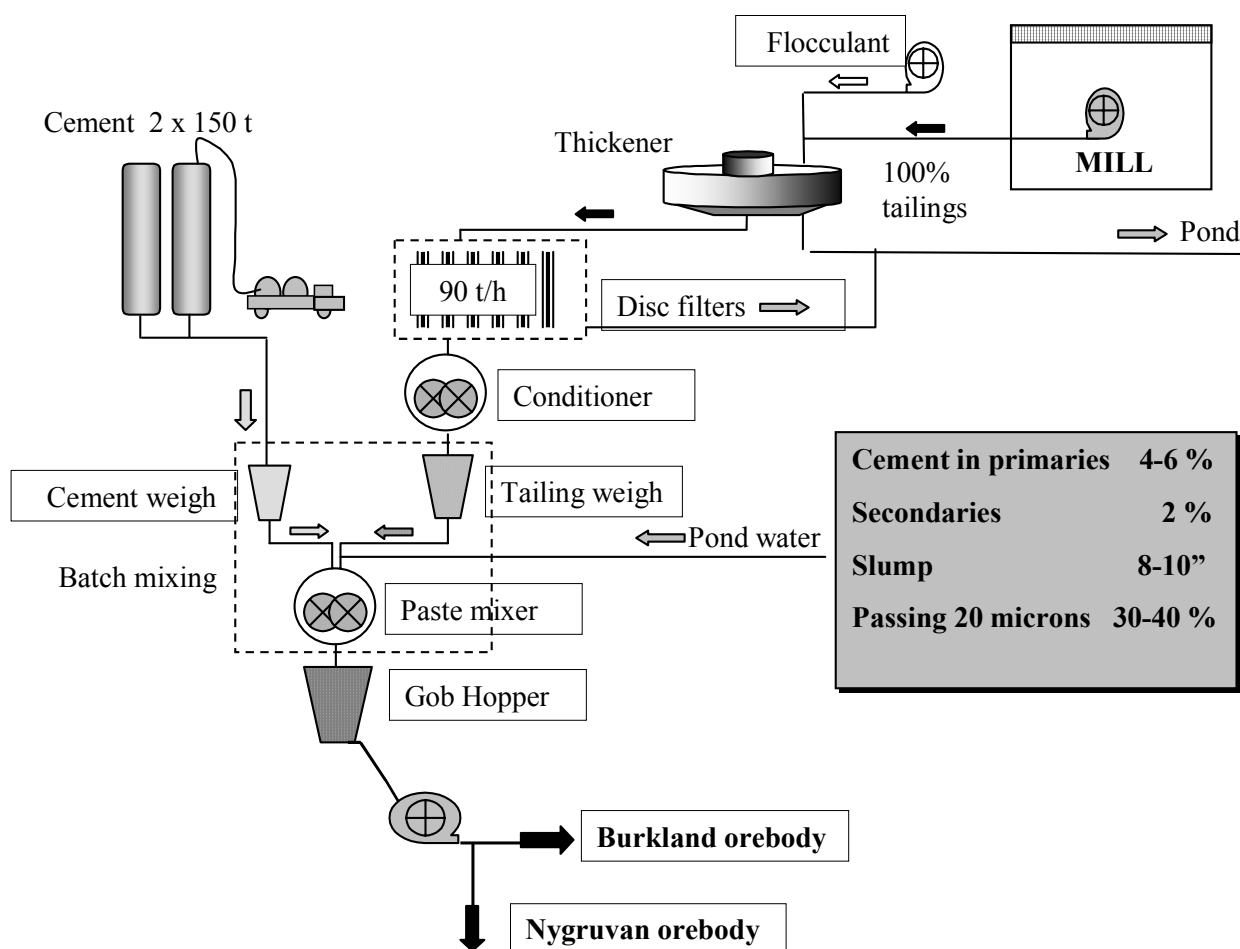 Flocculant
Cement 2 x 150 t
Thickener
MILL
100%
tailings
Pond
90 t/h
Disc filters
Conditioner
Cement weigh
Tailing weigh
Pond water
Batch mixing
Paste mixer
Gob Hopper
Cement in primaries 4-6 %
Secondaries 2 %
Slump 8-10”
Passing 20 microns 30-40 %
Burkland orebody
Nygruvan orebody